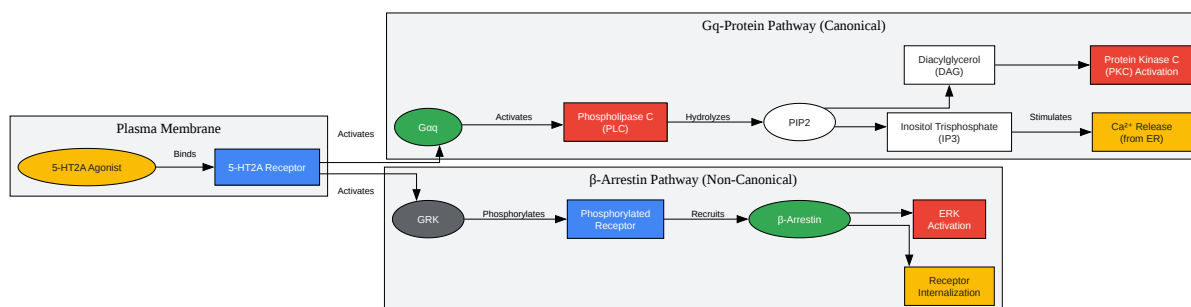 Gq-Protein Pathway (Canonical)
Diacylglycerol
(DAG)
Protein Kinase C
(PKC) Activation
Plasma Membrane
Activates
Gαq
Activates
Phospholipase C
(PLC)
Hydrolyzes
PIP2
Inositol Trisphosphate
(IP3)
Stimulates
Ca²⁺ Release
(from ER)
5-HT2A Agonist
Binds
5-HT2A Receptor
Activates
β-Arrestin Pathway (Non-Canonical)
GRK
Phosphorylates
Phosphorylated
Receptor
Recruits
β-Arrestin
ERK
Activation
Receptor
Internalization